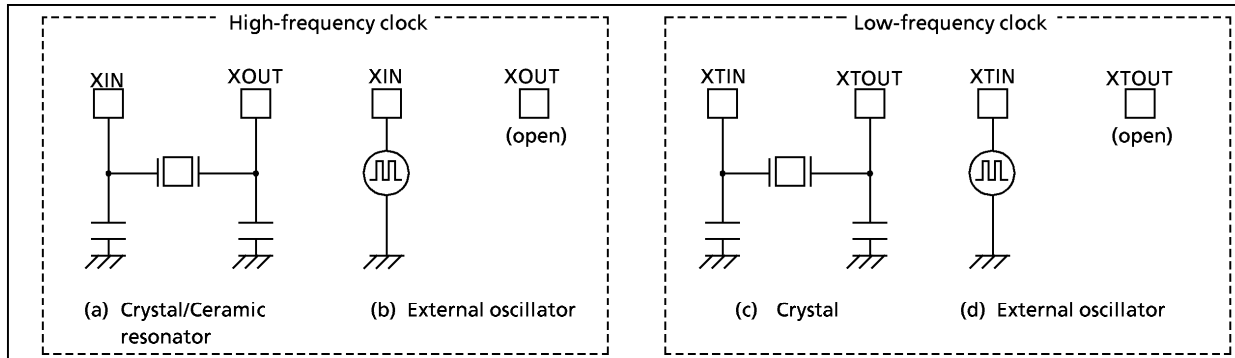 High-frequency clock
XIN
XOUT
XIN
XOUT
(open)
(a) Crystal/Ceramic
resonator
(b) External oscillator
Low-frequency clock
XTIN
XTOUT
XTIN
XTOUT
(open)
(c) Crystal
(d) External oscillator